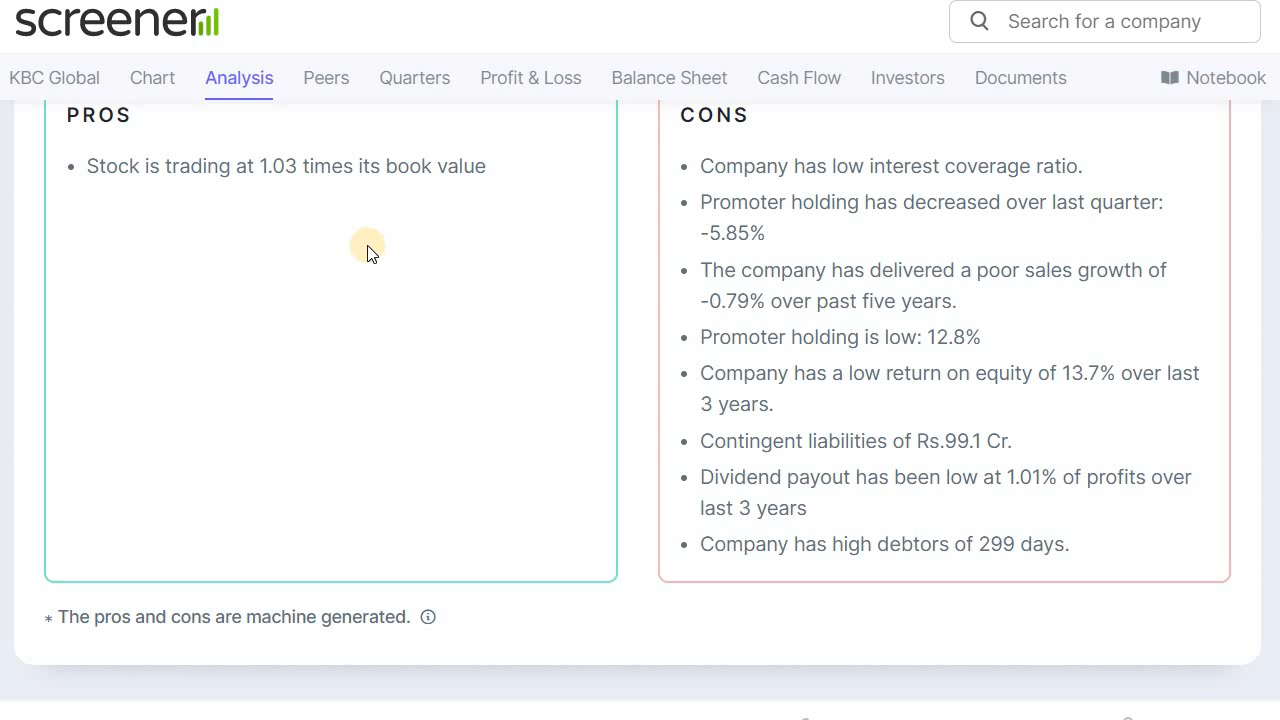 screener
Search for a company
KBC Global Chart Analysis Peers Quarters Profit & Loss Balance Sheet Cash Flow Investors Documents Notebook
PROS
• Stock is trading at 1.03 times its book value
CONS
• Company has low interest coverage ratio.
• Promoter holding has decreased over last quarter:
-5.85%
• The company has delivered a poor sales growth of
-0.79% over past five years.
• Promoter holding is low: 12.8%
• Company has a low return on equity of 13.7% over last
3 years.
• Contingent liabilities of Rs.99.1 Cr.
• Dividend payout has been low at 1.01% of profits over
last 3 years
• Company has high debtors of 299 days.
* The pros and cons are machine generated.